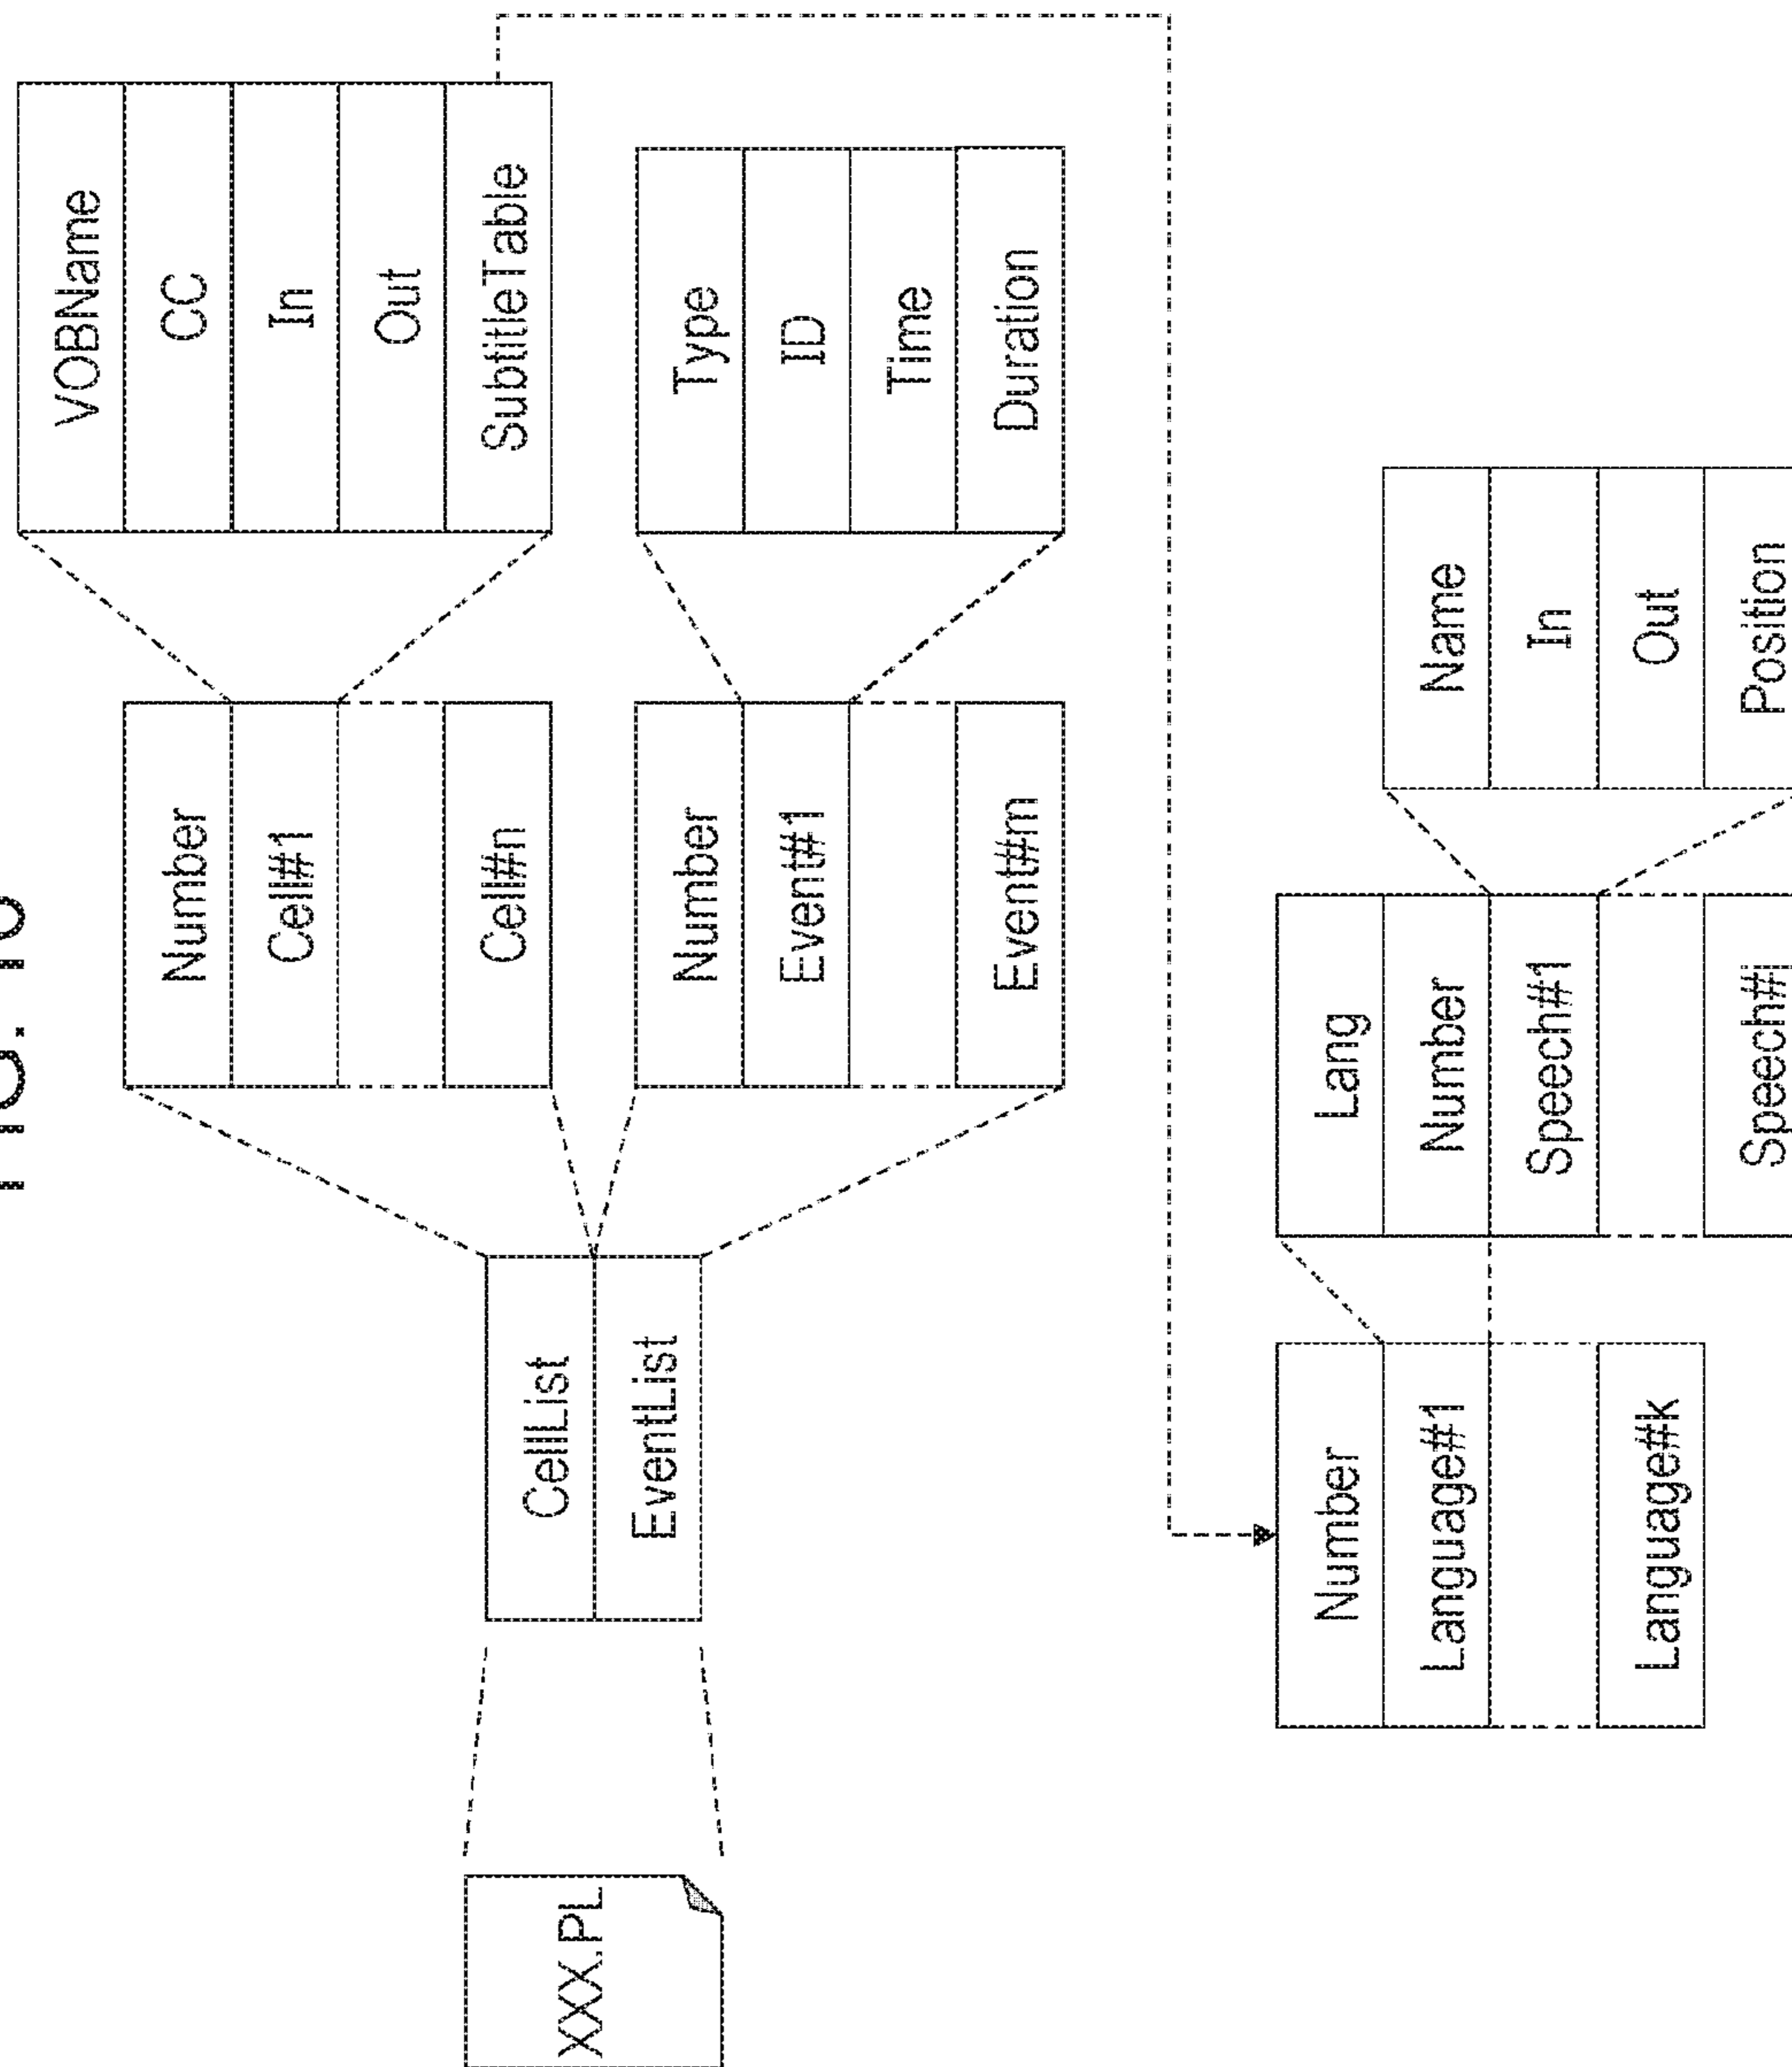 XXX.PL
CellList
EventList
Number
Cell#1
Cell#n
Number
Event#1
Event#m
VOBName
CC
In
Out
SubtitleTable
Type
ID
Time
Duration
Number
Language#1
Language#k
Lang
Number
Speech#1
Name
In
Out
Position